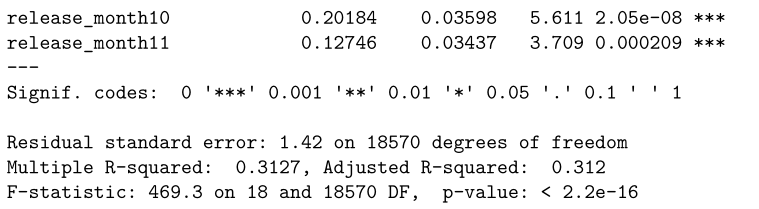 release_month10             0.20184    0.03598   5.611 2.05e-08 ***
release_month11             0.12746    0.03437   3.709 0.000209 ***
---
Signif. codes:  0 '***' 0.001 '**' 0.01 '*' 0.05 '.' 0.1 ' ' 1
Residual standard error: 1.42 on 18570 degrees of freedom
Multiple R-squared:  0.3127, Adjusted R-squared:  0.312
F-statistic: 469.3 on 18 and 18570 DF,  p-value: < 2.2e-16